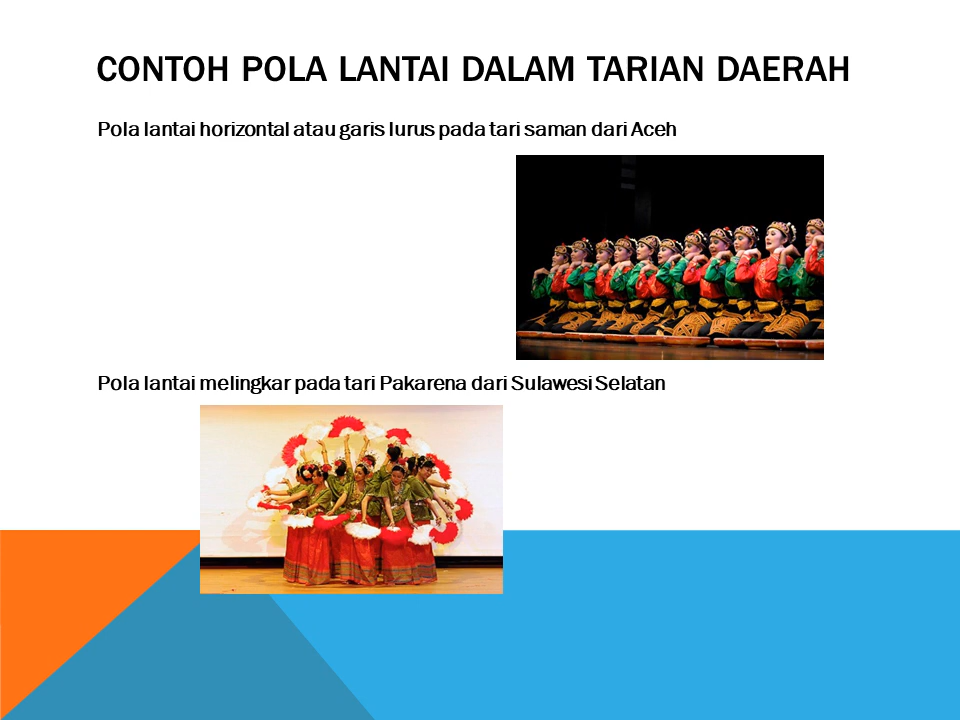 CONTOH POLA LANTAI DALAM TARIAN DAERAH
Pola lantai horizontal atau garis lurus pada tari saman dari Aceh
Pola lantai melingkar pada tari Pakarena dari Sulawesi Selatan